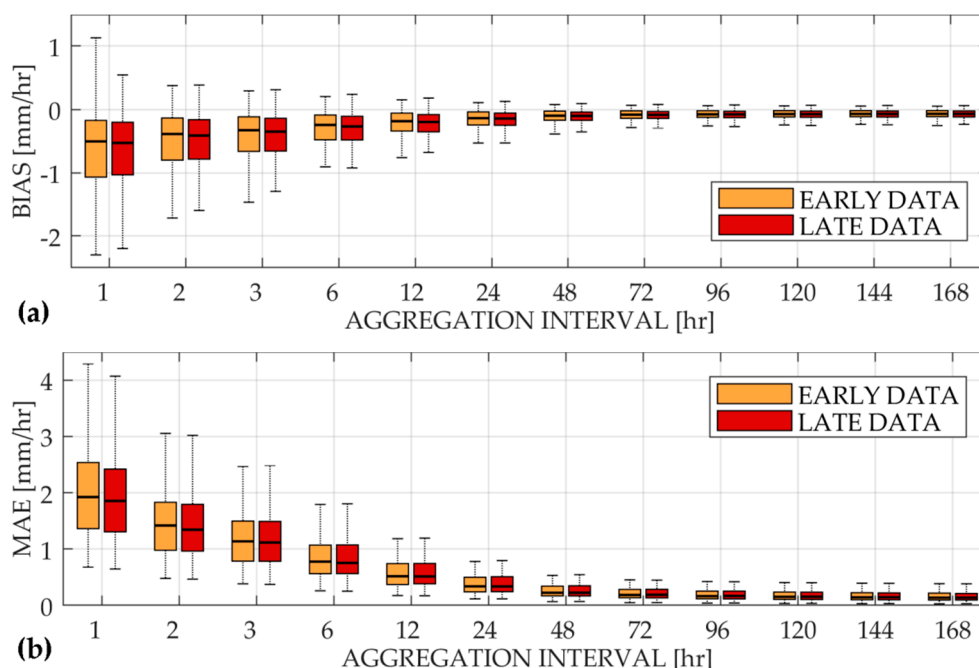 1
0
-1
-2
BIAS [mm/hr]
EARLY DATA
LATE DATA
1 2 3 6 12 24 48 72 96 120 144 168
(a)
AGGREGATION INTERVAL [hr]
4
3
2
1
0
MAE [mm/hr]
EARLY DATA
LATE DATA
1 2 3 6 12 24 48 72 96 120 144 168
(b)
AGGREGATION INTERVAL [hr]